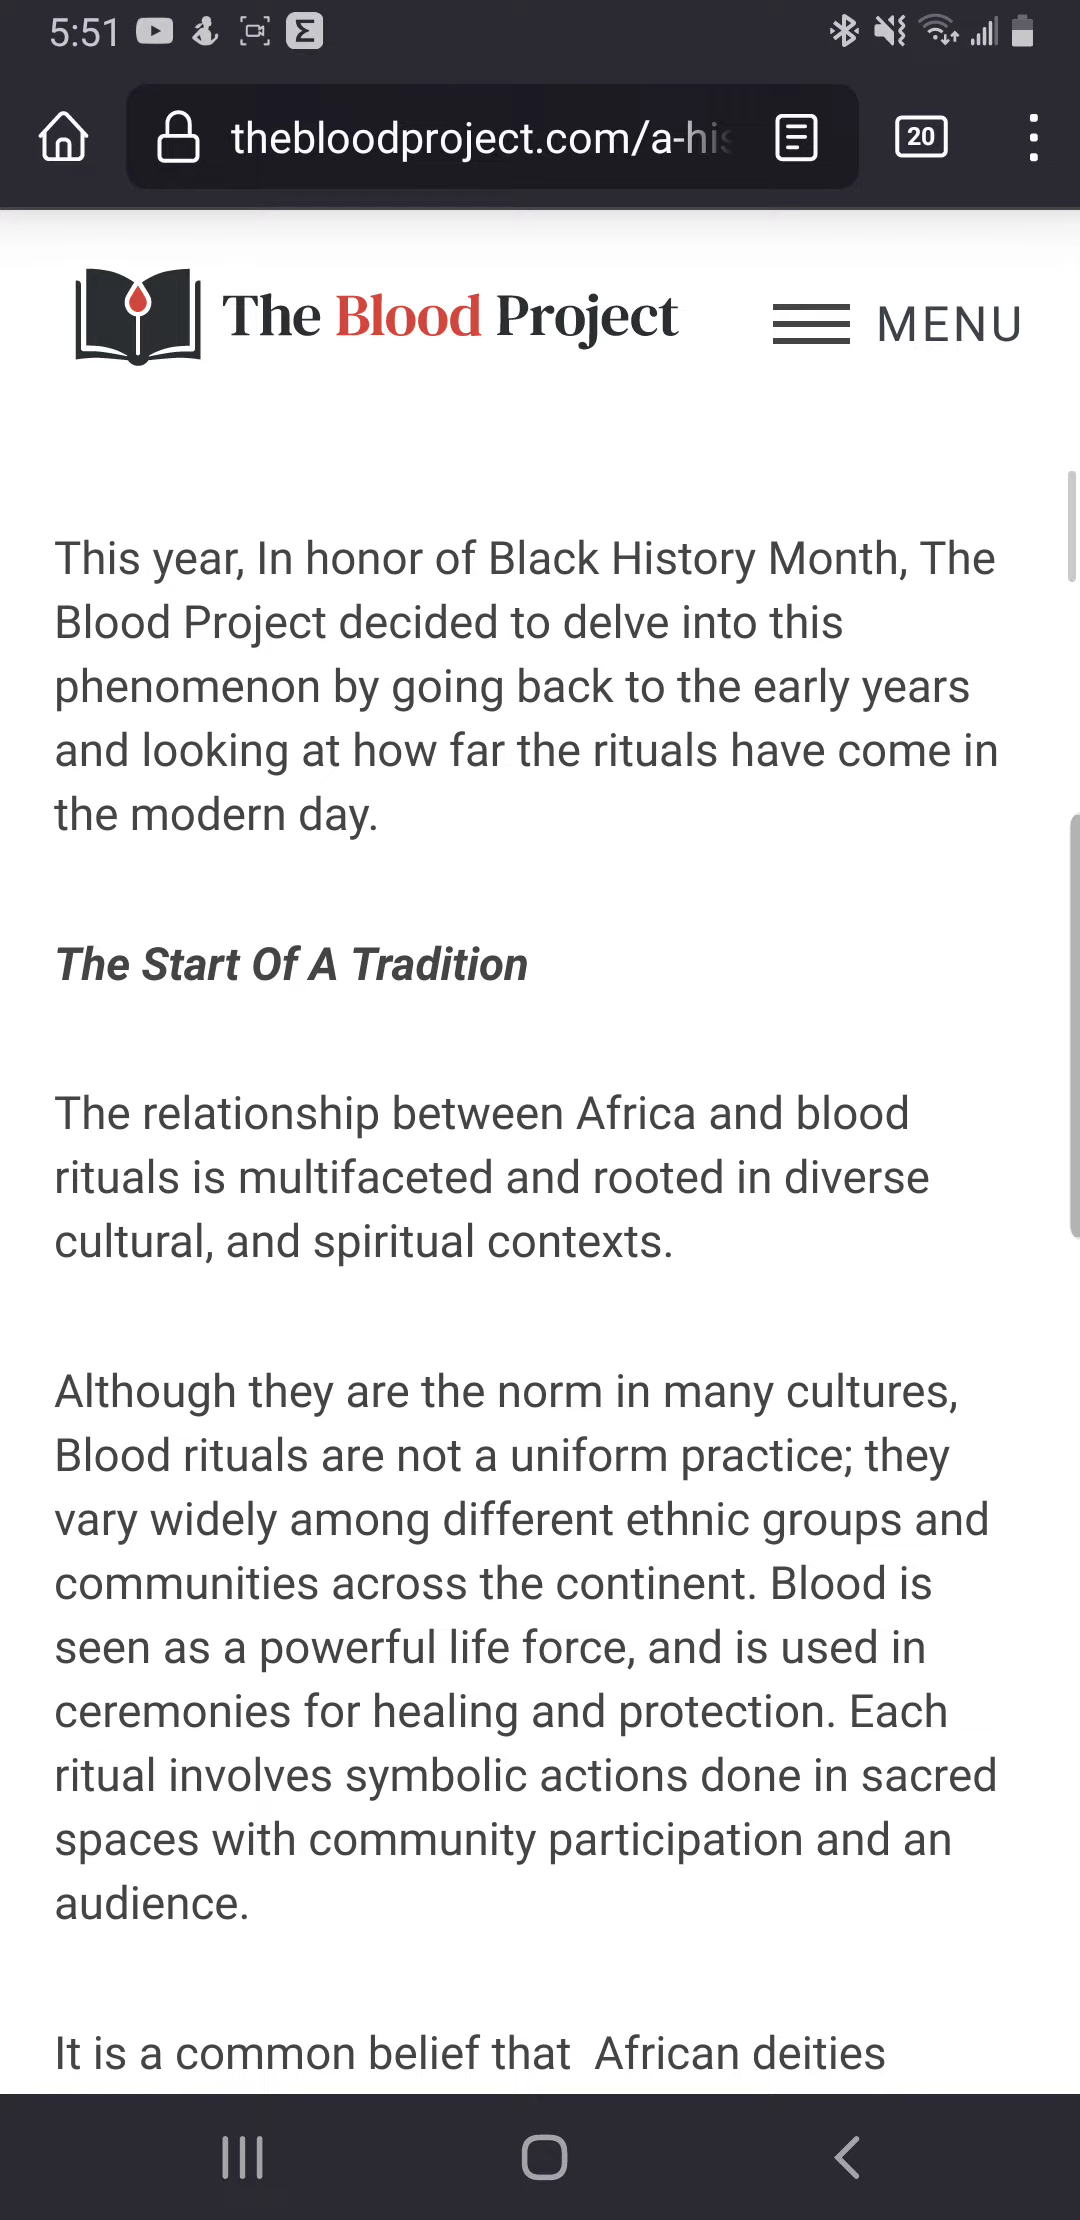 5:51
thebloodproject.com/a-his
20
The Blood Project
MENU
This year, In honor of Black History Month, The
Blood Project decided to delve into this
phenomenon by going back to the early years
and looking at how far the rituals have come in
the modern day.
The Start Of A Tradition
The relationship between Africa and blood
rituals is multifaceted and rooted in diverse
cultural, and spiritual contexts.
Although they are the norm in many cultures,
Blood rituals are not a uniform practice; they
vary widely among different ethnic groups and
communities across the continent. Blood is
seen as a powerful life force, and is used in
ceremonies for healing and protection. Each
ritual involves symbolic actions done in sacred
spaces with community participation and an
audience.
It is a common belief that  African deities